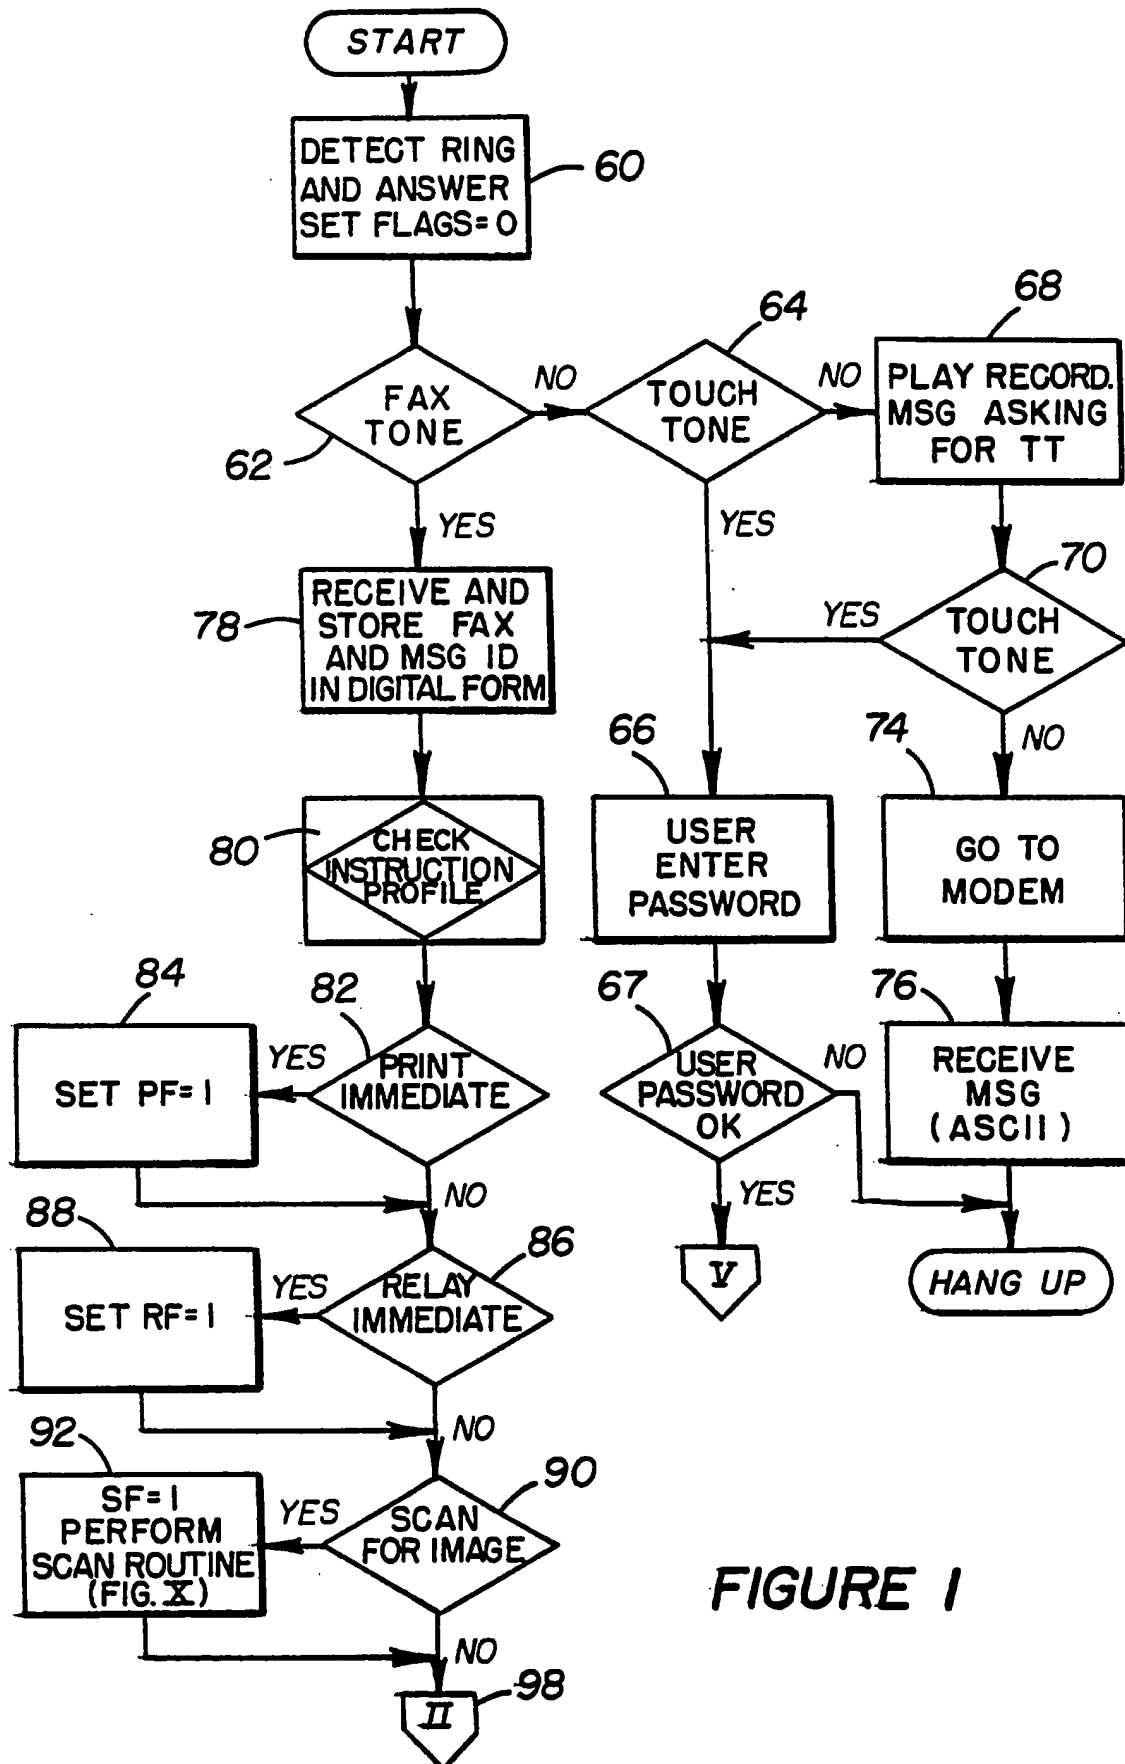 START
DETECT RING
AND ANSWER
SET FLAGS=0
60
FAX
TONE
62
NO
YES
TOUCH
TONE
64
NO
YES
PLAY RECORD.
MSG ASKING
FOR TT
68
TOUCH
TONE
70
YES
NO
RECEIVE AND
STORE FAX
AND MSG ID
IN DIGITAL FORM
78
CHECK
INSTRUCTION
PROFILE
80
USER
ENTER
PASSWORD
66
GO TO
MODEM
74
PRINT
IMMEDIATE
82
YES
NO
SET PF=1
84
USER
PASSWORD
OK
67
NO
YES
RECEIVE
MSG
(ASCII)
76
V
HANG UP
RELAY
IMMEDIATE
86
YES
NO
SET RF=1
88
SCAN
FOR IMAGE
90
YES
NO
SF=1
PERFORM
SCAN ROUTINE
(FIG. X)
92
II
98
FIGURE 1